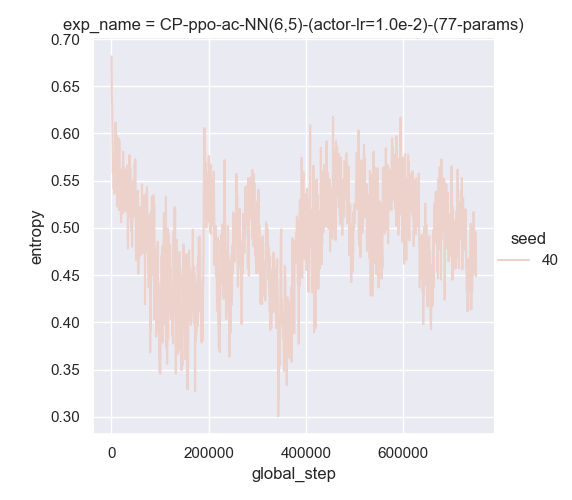 exp_name = CP-ppo-ac-NN(6,5)-(actor-lr=1.0e-2)-(77-params)
0.70
0.65
0.60
0.55
0.50
0.45
0.40
0.35
0.30
entropy
0 200000 400000 600000
global_step
seed
40